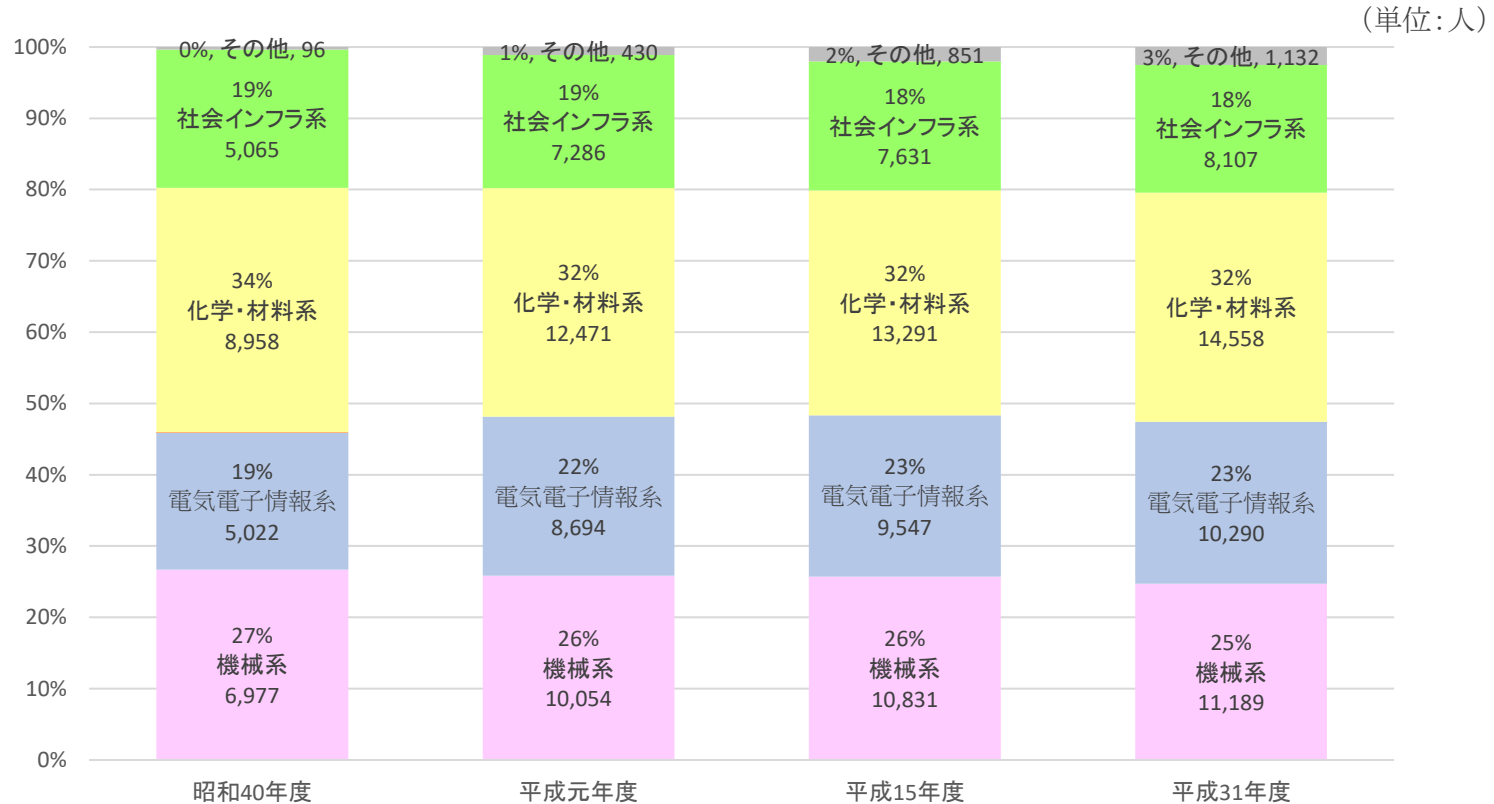 （単位：人）
100%
90%
80%
70%
60%
50%
40%
30%
20%
10%
0%
0%, その他, 96
19%
社会インフラ系
5,065
34%
化学・材料系
8,958
19%
電気電子情報系
5,022
27%
機械系
6,977
昭和40年度
1%, その他, 430
19%
社会インフラ系
7,286
32%
化学・材料系
12,471
22%
電気電子情報系
8,694
26%
機械系
10,054
平成元年度
2%, その他, 851
18%
社会インフラ系
7,631
32%
化学・材料系
13,291
23%
電気電子情報系
9,547
26%
機械系
10,831
平成15年度
3%, その他, 1,132
18%
社会インフラ系
8,107
32%
化学・材料系
14,558
23%
電気電子情報系
10,290
25%
機械系
11,189
平成31年度